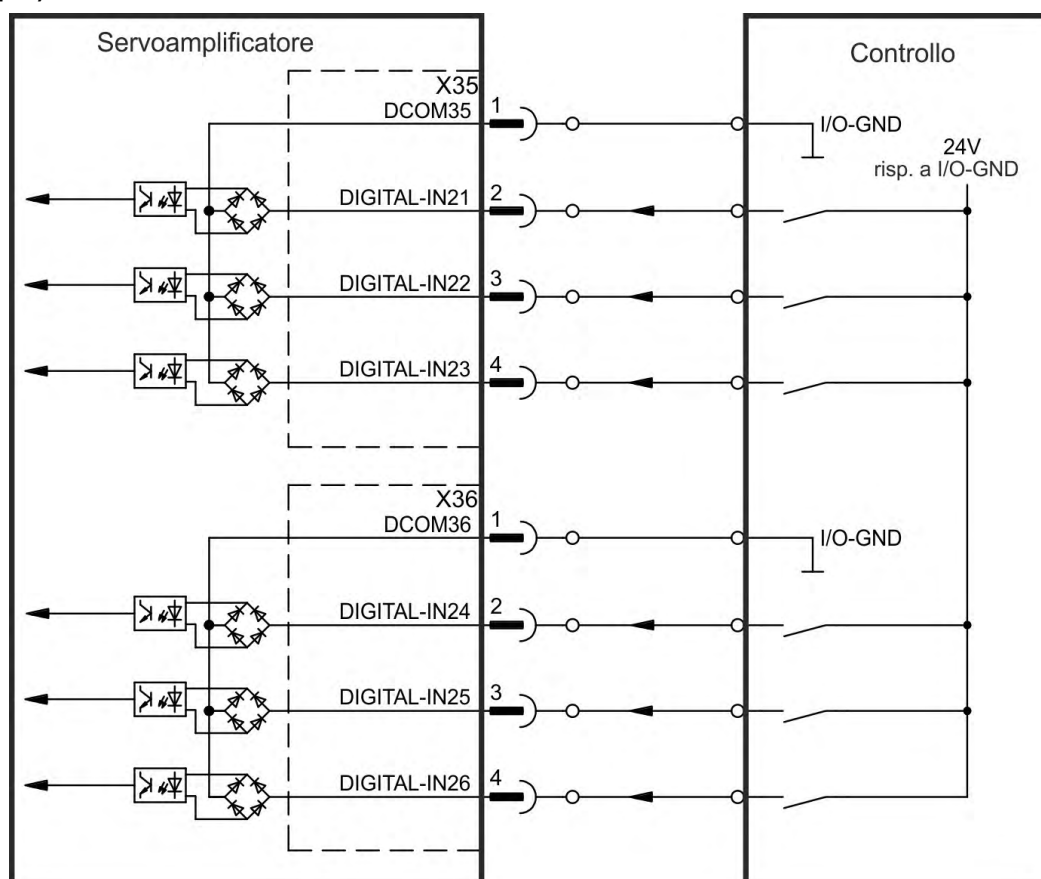 Servoamplificatore
Controllo
X35
DCOM35
1
I/O-GND
24V
risp. a I/O-GND
DIGITAL-IN21
2
DIGITAL-IN22
3
DIGITAL-IN23
4
X36
DCOM36
1
I/O-GND
DIGITAL-IN24
2
DIGITAL-IN25
3
DIGITAL-IN26
4